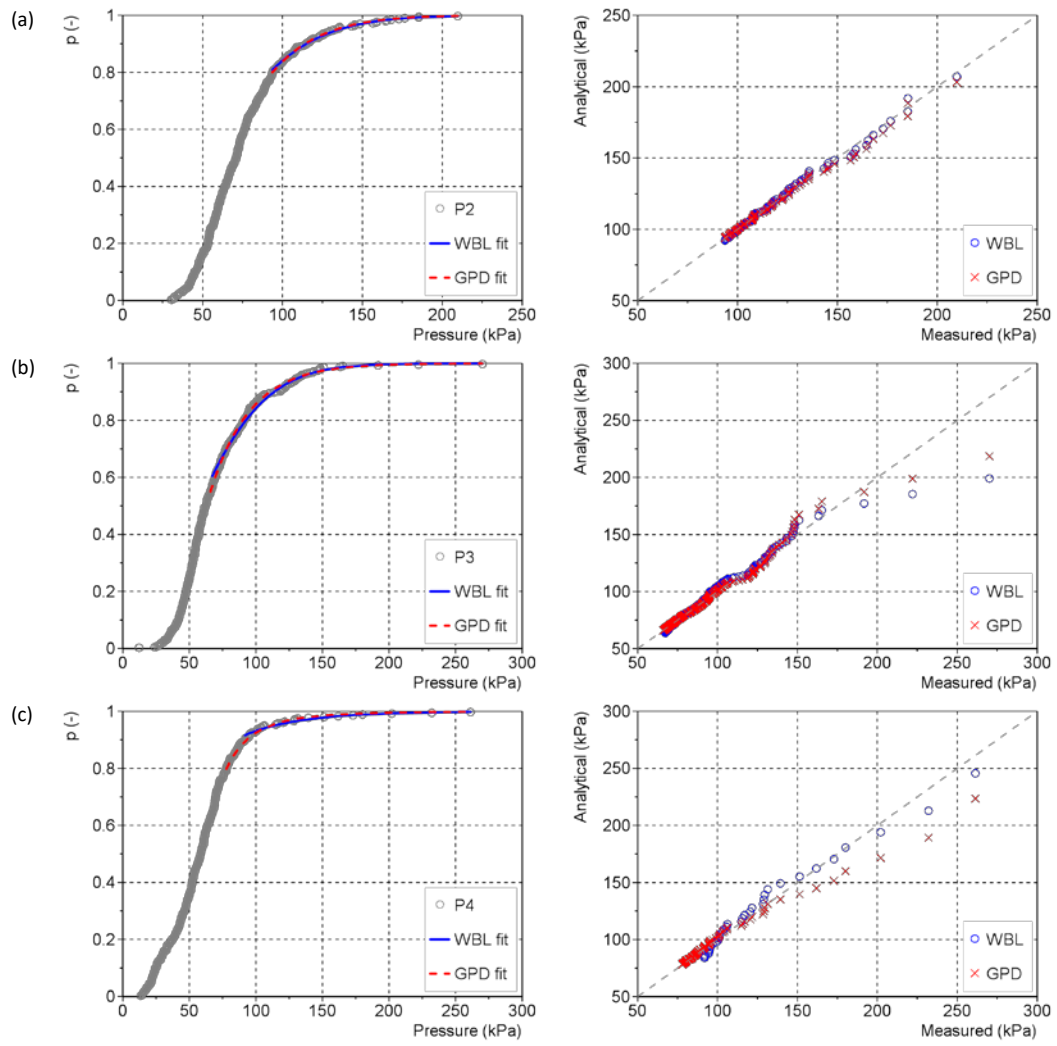 (a)
p (-)
1
0.8
0.6
0.4
0.2
0
0 50 100 150 200 250
Pressure (kPa)
P2
WBL fit
GPD fit
Analytical (kPa)
250
200
150
100
50
50 100 150 200 250
Measured (kPa)
WBL
GPD
(b)
p (-)
1
0.8
0.6
0.4
0.2
0
0 50 100 150 200 250 300
Pressure (kPa)
P3
WBL fit
GPD fit
Analytical (kPa)
300
250
200
150
100
50
50 100 150 200 250 300
Measured (kPa)
WBL
GPD
(c)
p (-)
1
0.8
0.6
0.4
0.2
0
0 50 100 150 200 250 300
Pressure (kPa)
P4
WBL fit
GPD fit
Analytical (kPa)
300
250
200
150
100
50
50 100 150 200 250 300
Measured (kPa)
WBL
GPD